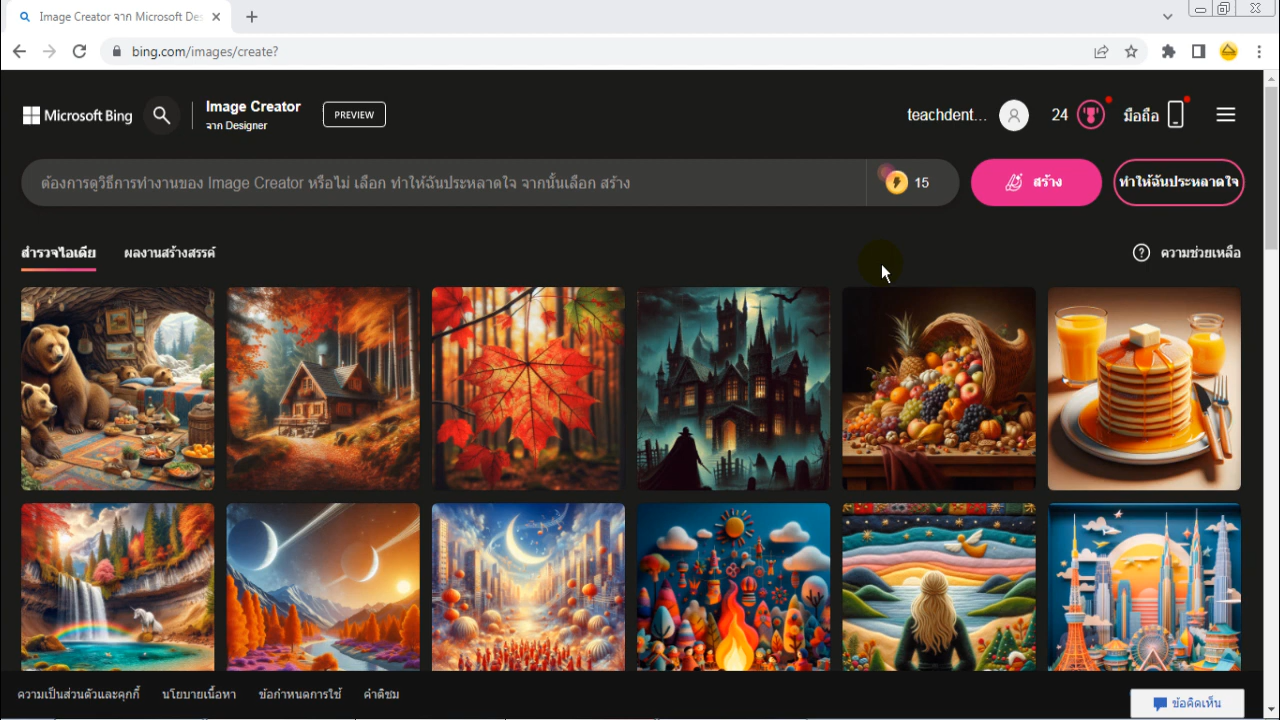 Image Creator จาก Microsoft Des
bing.com/images/create?
Microsoft Bing
Image Creator
จาก Designer
PREVIEW
teachdent...
24
มือถือ
ต้องการดูวิธีการทำงานของ Image Creator หรือไม่ เลือก ทำให้ฉันประหลาดใจ จากนั้นเลือก สร้าง
15
สร้าง
ทำให้ฉันประหลาดใจ
สำรวจไอเดีย
ผลงานสร้างสรรค์
ความช่วยเหลือ
ความเป็นส่วนตัวและคุกกี้
นโยบายเนื้อหา
ข้อกำหนดการใช้
คำติชม
ข้อคิดเห็น